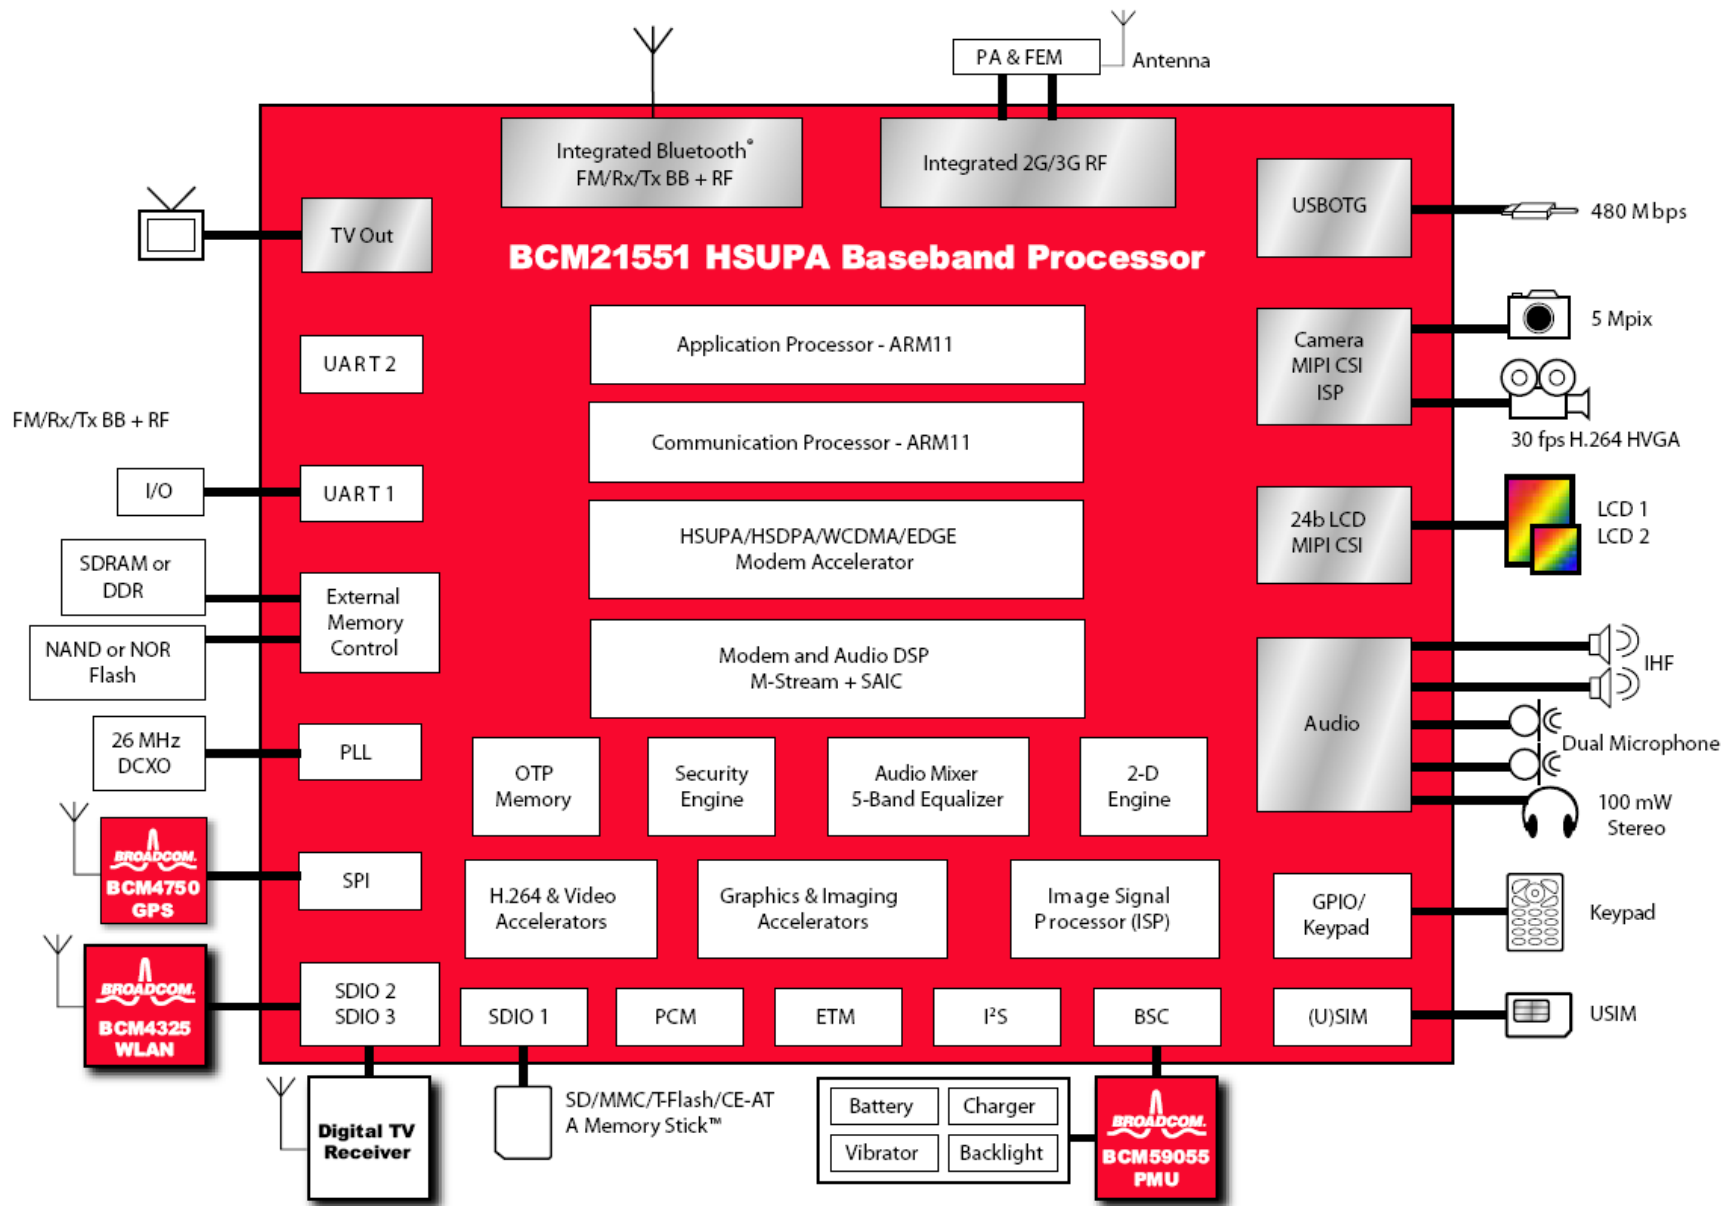 PA & FEM
Antenna
Integrated Bluetooth®
FM/Rx/Tx BB + RF
Integrated 2G/3G RF
USBOTG
480 Mbps
TV Out
BCM21551 HSUPA Baseband Processor
Application Processor - ARM11
Camera
MIPI CSI
ISP
5 Mpix
30 fps H.264 HVGA
UART 2
FM/Rx/Tx BB + RF
Communication Processor - ARM11
I/O
UART 1
HSUPA/HSDPA/WCDMA/EDGE
Modem Accelerator
24b LCD
MIPI CSI
LCD 1
LCD 2
SDRAM or
DDR
NAND or NOR
Flash
External
Memory
Control
Modem and Audio DSP
M-Stream + SAIC
Audio
IHF
Dual Microphone
100 mW
Stereo
26 MHz
DCXO
PLL
OTP
Memory
Security
Engine
Audio Mixer
5-Band Equalizer
2-D
Engine
BROADCOM.
BCM4750
GPS
SPI
H.264 & Video
Accelerators
Graphics & Imaging
Accelerators
Image Signal
Processor (ISP)
GPIO/
Keypad
Keypad
BROADCOM.
BCM4325
WLAN
SDIO 2
SDIO 3
SDIO 1
PCM
ETM
I²S
BSC
(U)SIM
USIM
Digital TV
Receiver
SD/MMC/T-Flash/CE-AT
A Memory Stick™
Battery
Charger
Vibrator
Backlight
BROADCOM.
BCM59055
PMU